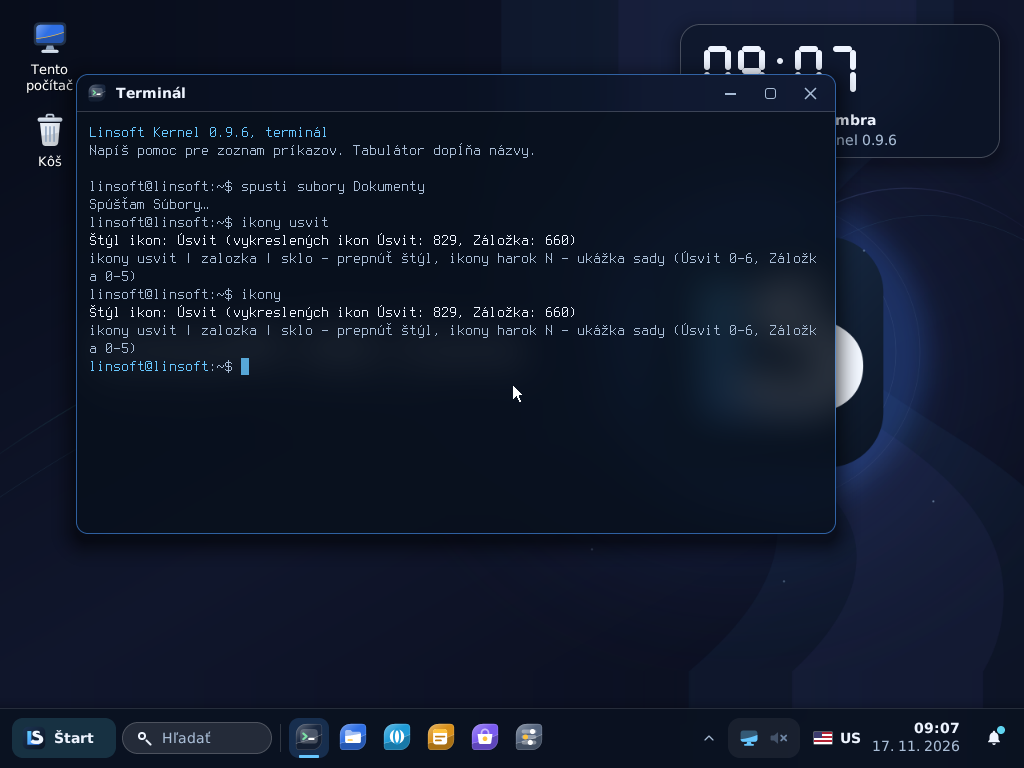 Tento
počítač
Kôš
09:07
mbra
nel 0.9.6
Terminál
Linsoft Kernel 0.9.6, terminál
Napíš pomoc pre zoznam príkazov. Tabulátor dopĺňa názvy.
linsoft@linsoft:~$ spusti subory Dokumenty
Spúšťam Súbory…
linsoft@linsoft:~$ ikony usvit
Štýl ikon: Úsvit (vykreslených ikon Úsvit: 829, Záložka: 660)
ikony usvit | zalozka | sklo - prepnúť štýl, ikony harok N - ukážka sady (Úsvit 0-6, Záložk
a 0-5)
linsoft@linsoft:~$ ikony
Štýl ikon: Úsvit (vykreslených ikon Úsvit: 829, Záložka: 660)
ikony usvit | zalozka | sklo - prepnúť štýl, ikony harok N - ukážka sady (Úsvit 0-6, Záložk
a 0-5)
linsoft@linsoft:~$
LS Štart
Hľadať
US
09:07
17. 11. 2026